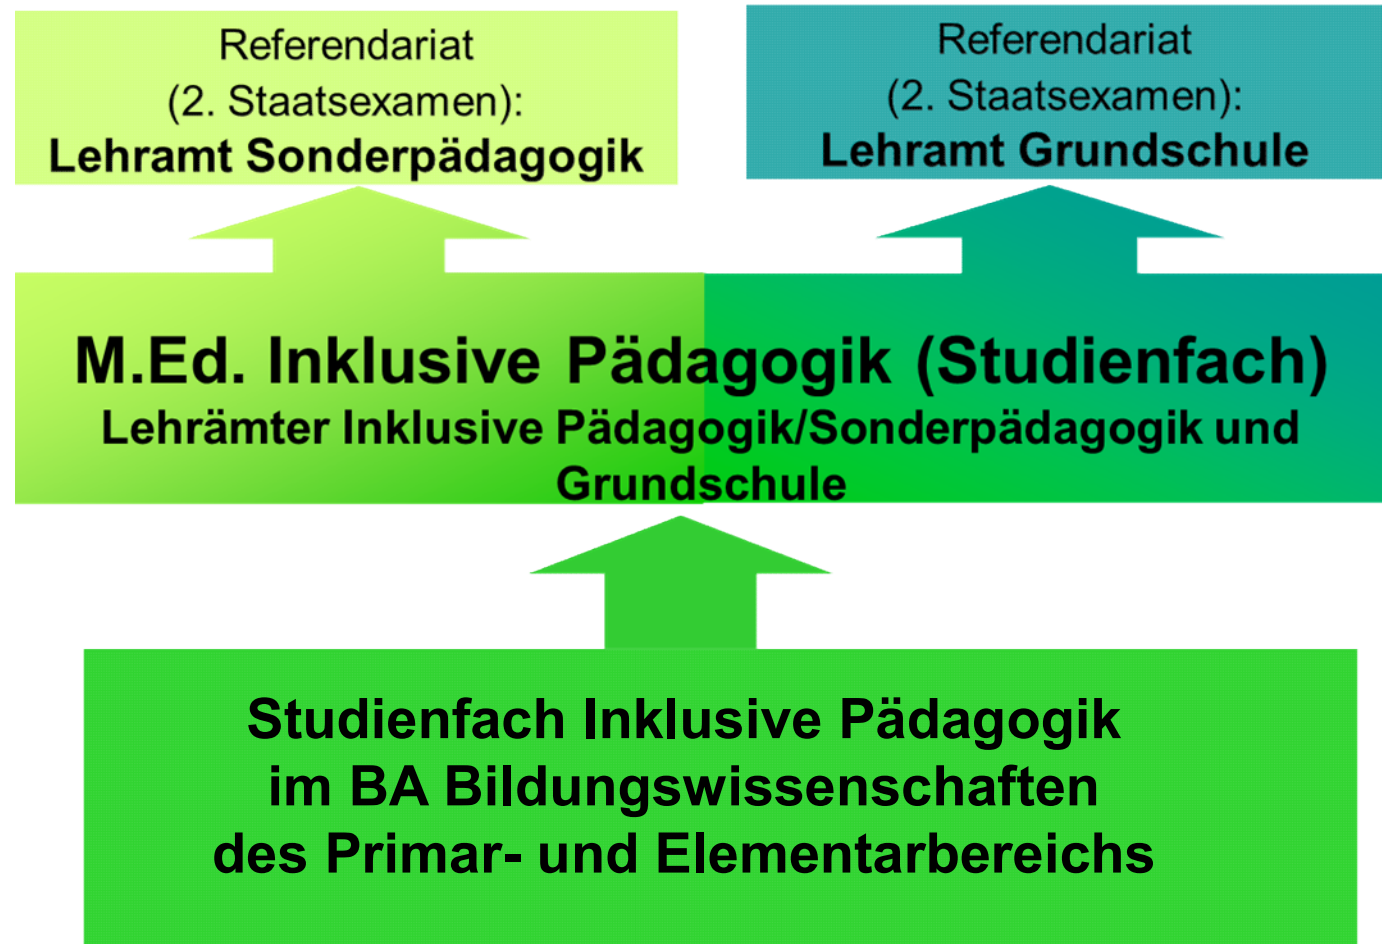 Referendariat
(2. Staatsexamen):
Lehramt Sonderpädagogik
Referendariat
(2. Staatsexamen):
Lehramt Grundschule
M.Ed. Inklusive Pädagogik (Studienfach)
Lehrämter Inklusive Pädagogik/Sonderpädagogik und
Grundschule
Studienfach Inklusive Pädagogik
im BA Bildungswissenschaften
des Primar- und Elementarbereichs